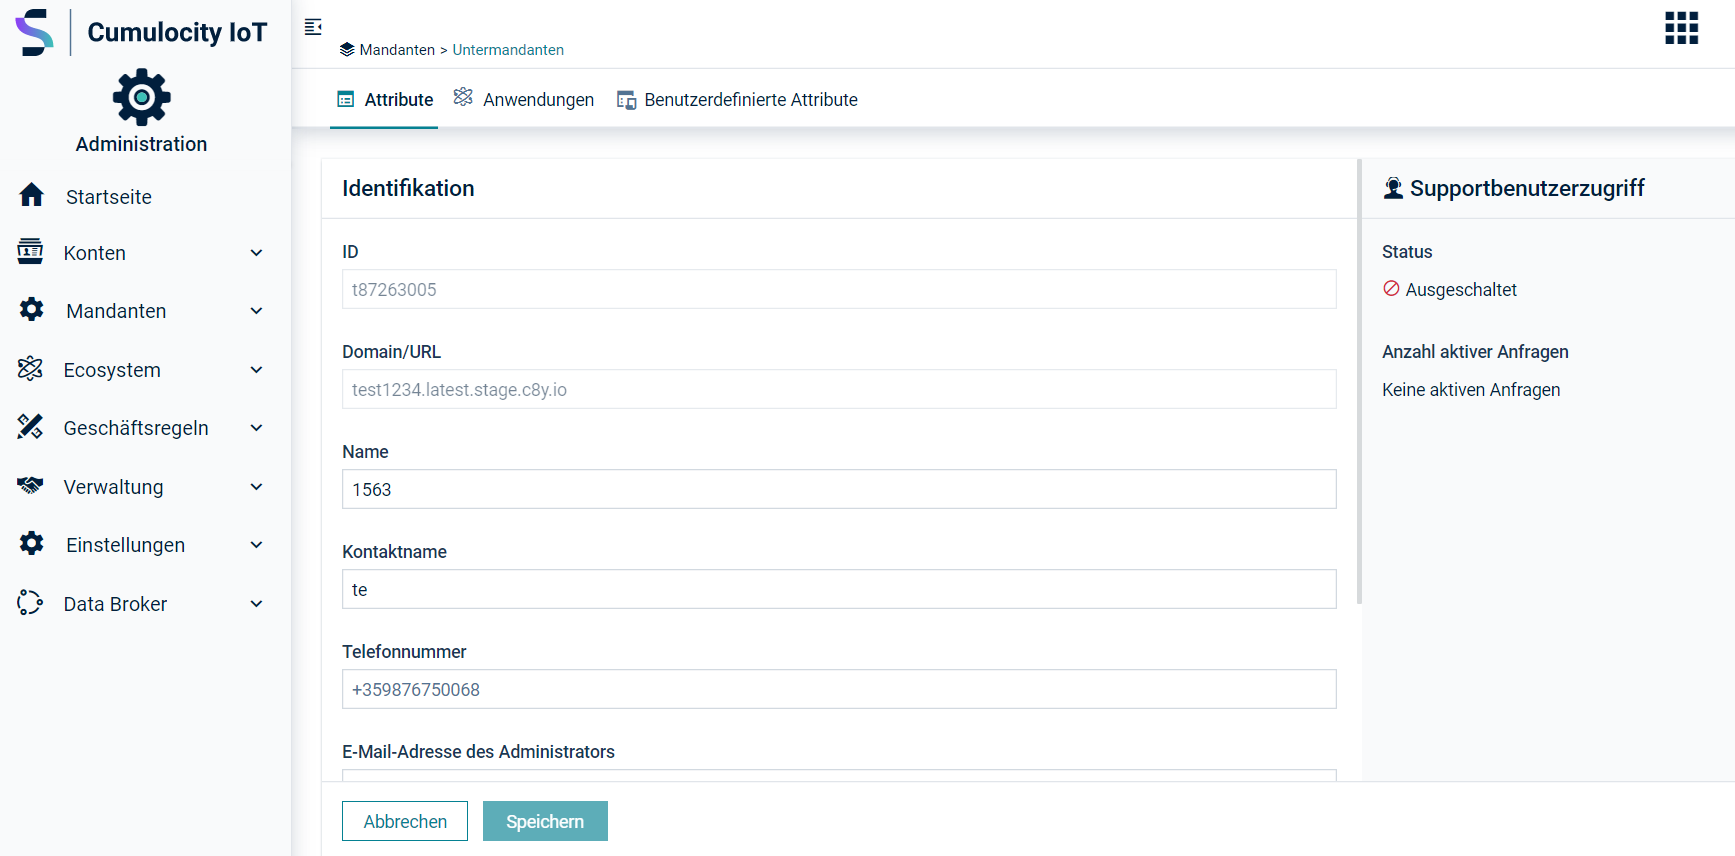 Cumulocity IoT
Administration
Startseite
Konten
Mandanten
Ecosystem
Geschäftsregeln
Verwaltung
Einstellungen
Data Broker
Mandanten > Untermandanten
Attribute
Anwendungen
Benutzerdefinierte Attribute
Identifikation
ID
t87263005
Domain/URL
test1234.latest.stage.c8y.io
Name
1563
Kontaktname
te
Telefonnummer
+359876750068
E-Mail-Adresse des Administrators
Abbrechen
Speichern
Supportbenutzerzugriff
Status
Ausgeschaltet
Anzahl aktiver Anfragen
Keine aktiven Anfragen